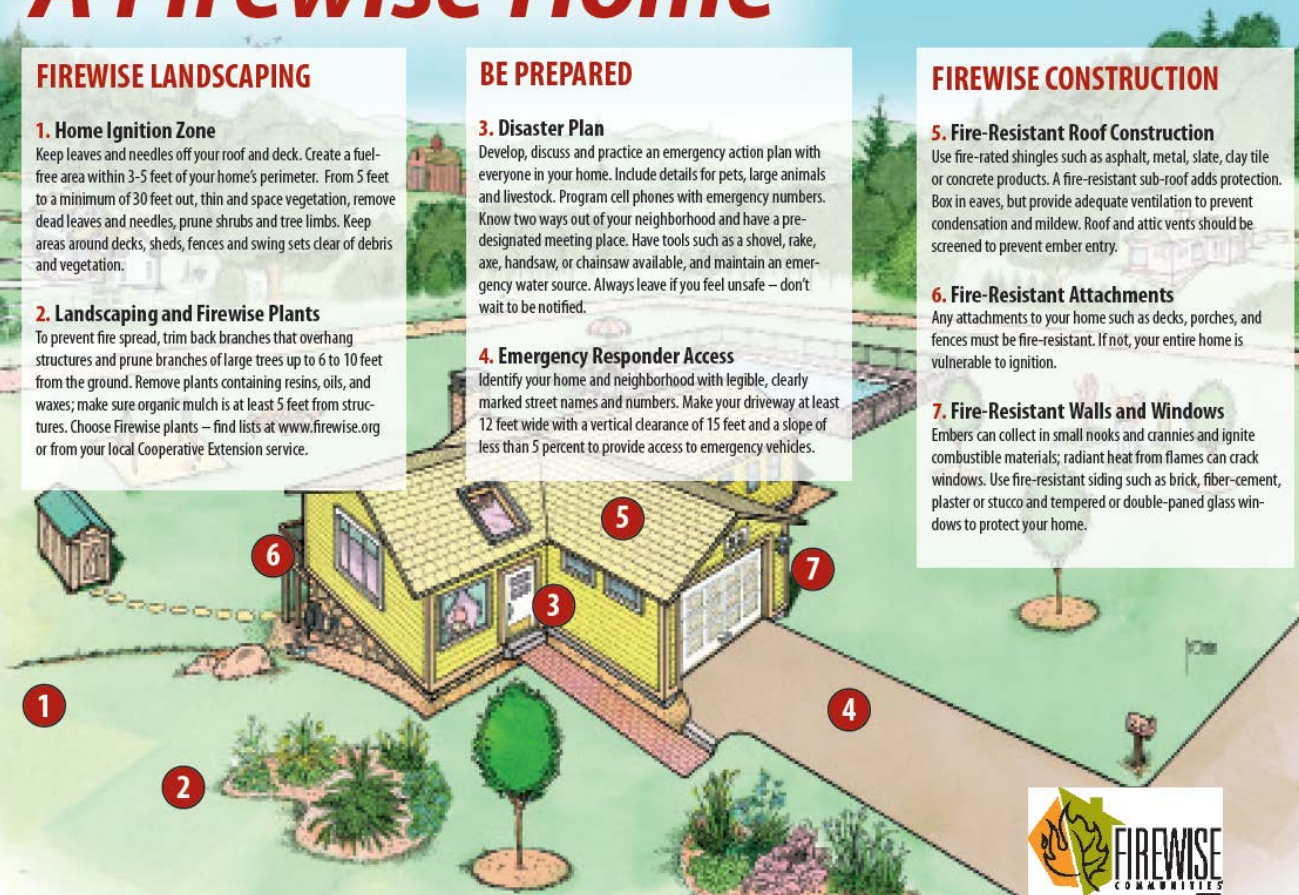 A Firewise Home
FIREWISE LANDSCAPING
1. Home Ignition Zone
Keep leaves and needles off your roof and deck. Create a fuel-
free area within 3-5 feet of your home's perimeter. From 5 feet
to a minimum of 30 feet out, thin and space vegetation, remove
dead leaves and needles, prune shrubs and tree limbs. Keep
areas around decks, sheds, fences and swing sets clear of debris
and vegetation.
2. Landscaping and Firewise Plants
To prevent fire spread, trim back branches that overhang
structures and prune branches of large trees up to 6 to 10 feet
from the ground. Remove plants containing resins, oils, and
waxes; make sure organic mulch is at least 5 feet from struc-
tures. Choose Firewise plants – find lists at www.firewise.org
or from your local Cooperative Extension service.
BE PREPARED
3. Disaster Plan
Develop, discuss and practice an emergency action plan with
everyone in your home. Include details for pets, large animals
and livestock. Program cell phones with emergency numbers.
Know two ways out of your neighborhood and have a pre-
designated meeting place. Have tools such as a shovel, rake,
axe, handsaw, or chainsaw available, and maintain an emer-
gency water source. Always leave if you feel unsafe – don't
wait to be notified.
4. Emergency Responder Access
Identify your home and neighborhood with legible, clearly
marked street names and numbers. Make your driveway at least
12 feet wide with a vertical clearance of 15 feet and a slope of
less than 5 percent to provide access to emergency vehicles.
FIREWISE CONSTRUCTION
5. Fire-Resistant Roof Construction
Use fire-rated shingles such as asphalt, metal, slate, clay tile
or concrete products. A fire-resistant sub-roof adds protection.
Box in eaves, but provide adequate ventilation to prevent
condensation and mildew. Roof and attic vents should be
screened to prevent ember entry.
6. Fire-Resistant Attachments
Any attachments to your home such as decks, porches, and
fences must be fire-resistant. If not, your entire home is
vulnerable to ignition.
7. Fire-Resistant Walls and Windows
Embers can collect in small nooks and crannies and ignite
combustible materials; radiant heat from flames can crack
windows. Use fire-resistant siding such as brick, fiber-cement,
plaster or stucco and tempered or double-paned glass win-
dows to protect your home.
5
6
7
3
1
4
2
FIREWISE
COMMUNITIES